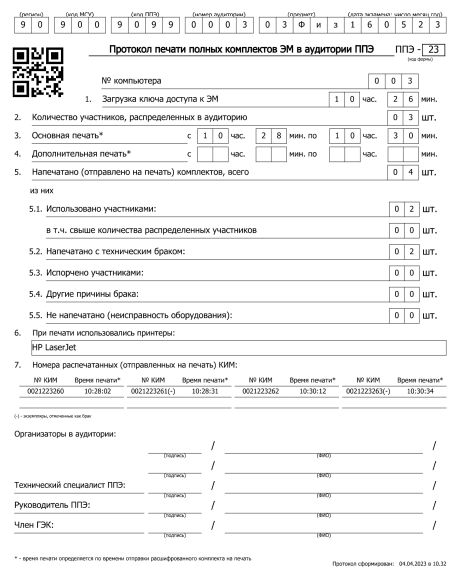 (регион) (код МСУ) (код ППЭ) (номер аудитории) (предмет) (дата экзамена: число месяц год)
9 0 9 0 0 9 0 9 9 0 0 0 3 0 3 Ф и з 1 6 0 5 2 3
Протокол печати полных комплектов ЭМ в аудитории ППЭ ППЭ - 23
(код формы)
№ компьютера 0 0 3
1. Загрузка ключа доступа к ЭМ 1 0 час. 2 6 мин.
2. Количество участников, распределенных в аудиторию 0 3 шт.
3. Основная печать* с 1 0 час. 2 8 мин. по 1 0 час. 3 0 мин.
4. Дополнительная печать* с час. мин. по час. мин.
5. Напечатано (отправлено на печать) комплектов, всего 0 4 шт.
из них
5.1. Использовано участниками: 0 2 шт.
в т.ч. свыше количества распределенных участников 0 0 шт.
5.2. Напечатано с техническим браком: 0 2 шт.
5.3. Испорчено участниками: 0 0 шт.
5.4. Другие причины брака: 0 0 шт.
5.5. Не напечатано (неисправность оборудования): 0 0 шт.
6. При печати использовались принтеры:
HP LaserJet
7. Номера распечатанных (отправленных на печать) КИМ:
№ КИМ Время печати* № КИМ Время печати* № КИМ Время печати* № КИМ Время печати*
0021223260 10:28:02 0021223261(-) 10:28:31 0021223262 10:30:12 0021223263(-) 10:30:34
(-) - экземпляры, отмеченные как брак
Организаторы в аудитории:
/ /
(подпись) (ФИО)
/ /
(подпись) (ФИО)
Технический специалист ППЭ: / /
(подпись) (ФИО)
Руководитель ППЭ: / /
(подпись) (ФИО)
Член ГЭК: / /
(подпись) (ФИО)
* - время печати определяется по времени отправки расшифрованного комплекта на печать
Протокол сформирован: 04.04.2023 в 10.32